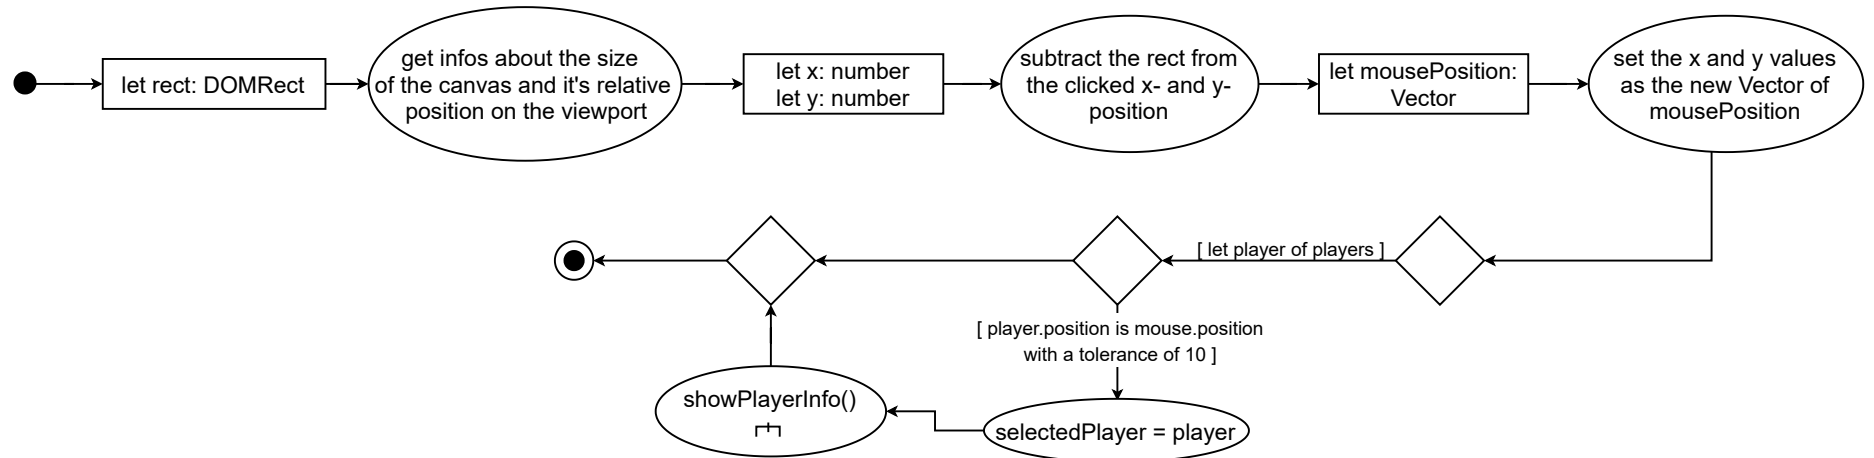 let rect: DOMRect
get infos about the size
of the canvas and it's relative
position on the viewport
let x: number
let y: number
subtract the rect from
the clicked x- and y-
position
let mousePosition:
Vector
set the x and y values
as the new Vector of
mousePosition
[ let player of players ]
[ player.position is mouse.position
with a tolerance of 10 ]
selectedPlayer = player
showPlayerInfo()